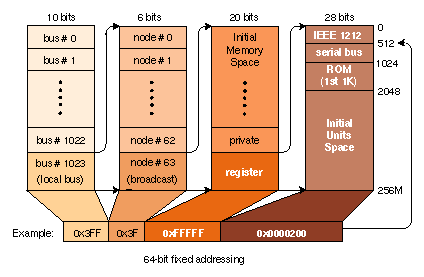 10 bits
6 bits
20 bits
28 bits
bus # 0
bus # 1
bus # 1022
bus # 1023
(local bus)
node # 0
node # 1
node # 62
node # 63
(broadcast)
Initial
Memory
Space
private
register
IEEE 1212
serial bus
ROM
(1st 1K)
Initial
Units
Space
0
512
1024
2048
256M
Example:
0x3FF
0x3F
0xFFFFF
0x0000200
64-bit fixed addressing